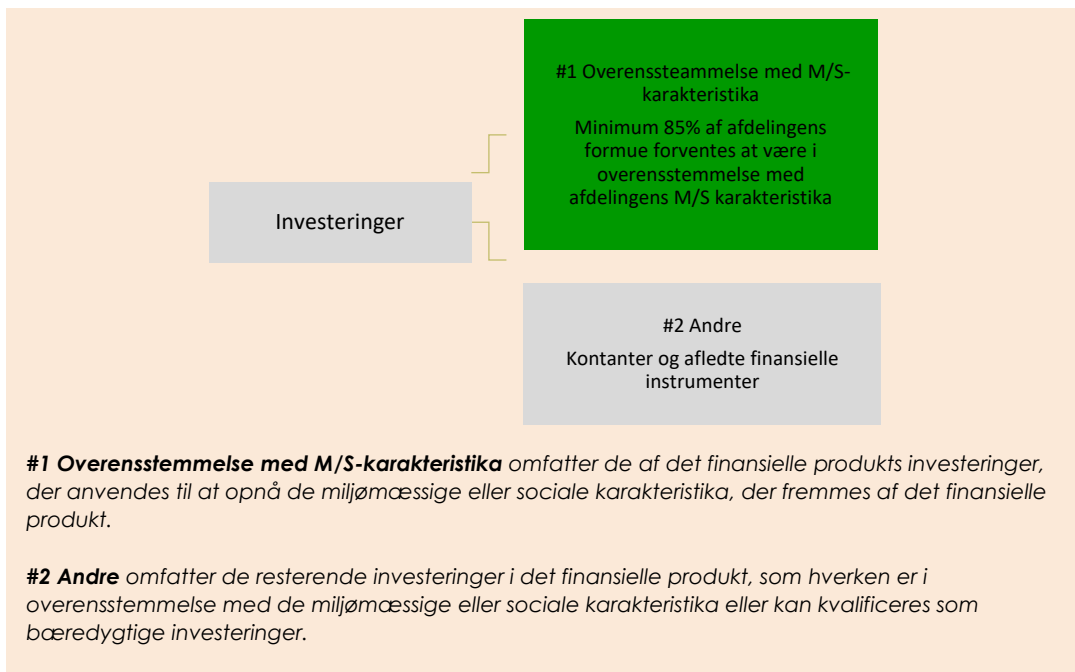 #1 Overenssteammelse med M/S-
karakteristika
Minimum 85% af afdelingens
formue forventes at være i
overensstemmelse med
afdelingens M/S karakteristika
Investeringer
#2 Andre
Kontanter og afledte finansielle
instrumenter
#1 Overensstemmelse med M/S-karakteristika omfatter de af det finansielle produkts investeringer,
der anvendes til at opnå de miljømæssige eller sociale karakteristika, der fremmes af det finansielle
produkt.
#2 Andre omfatter de resterende investeringer i det finansielle produkt, som hverken er i
overensstemmelse med de miljømæssige eller sociale karakteristika eller kan kvalificeres som
bæredygtige investeringer.